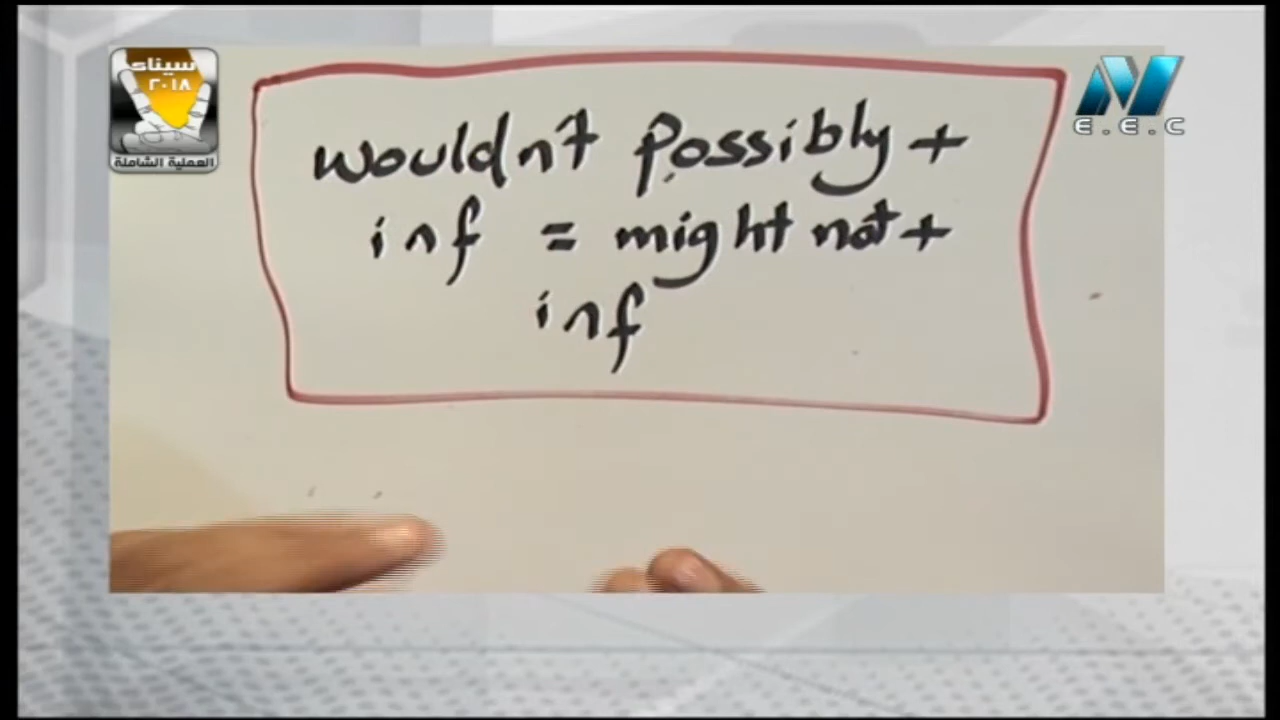 سيناء
٢٠١٨
العملية الشاملة
N
E.E.C
wouldn't possibly +
inf = might not +
inf